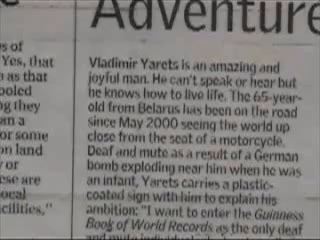 Adventure
s of
Yes, that
as that
ooled
g they
an a
or some
on land
y or
ese are
ocal
cilities,"
Vladimir Yarets is an amazing and
joyful man. He can't speak or hear but
he knows how to live life. The 65-year-
old from Belarus has been on the road
since May 2000 seeing the world up
close from the seat of a motorcycle.
Deaf and mute as a result of a German
bomb exploding near him when he was
an infant, Yarets carries a plastic-
coated sign with him to explain his
ambition: "I want to enter the Guinness
Book of World Records as the only deaf
and mute